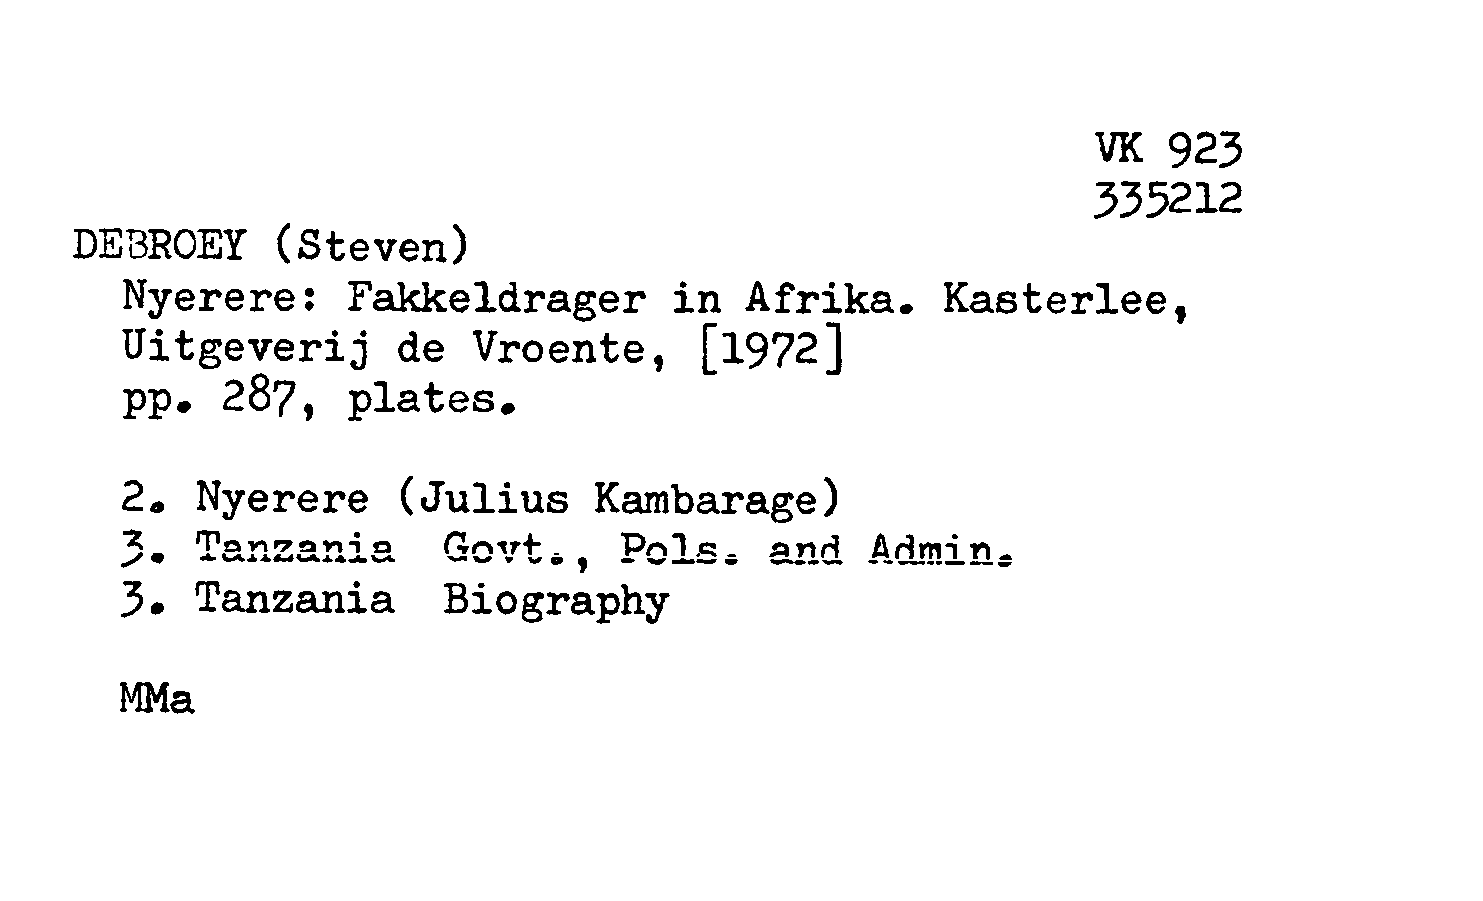 VK 923
335212
DEBROEY (Steven)
Nyerere: Fakkeldrager in Afrika. Kasterlee,
Uitgeverij de Vroente, [1972]
pp. 287, plates.
2. Nyerere (Julius Kambarage)
3. Tanzania Govt., Pols. and Admin.
3. Tanzania Biography
MMa